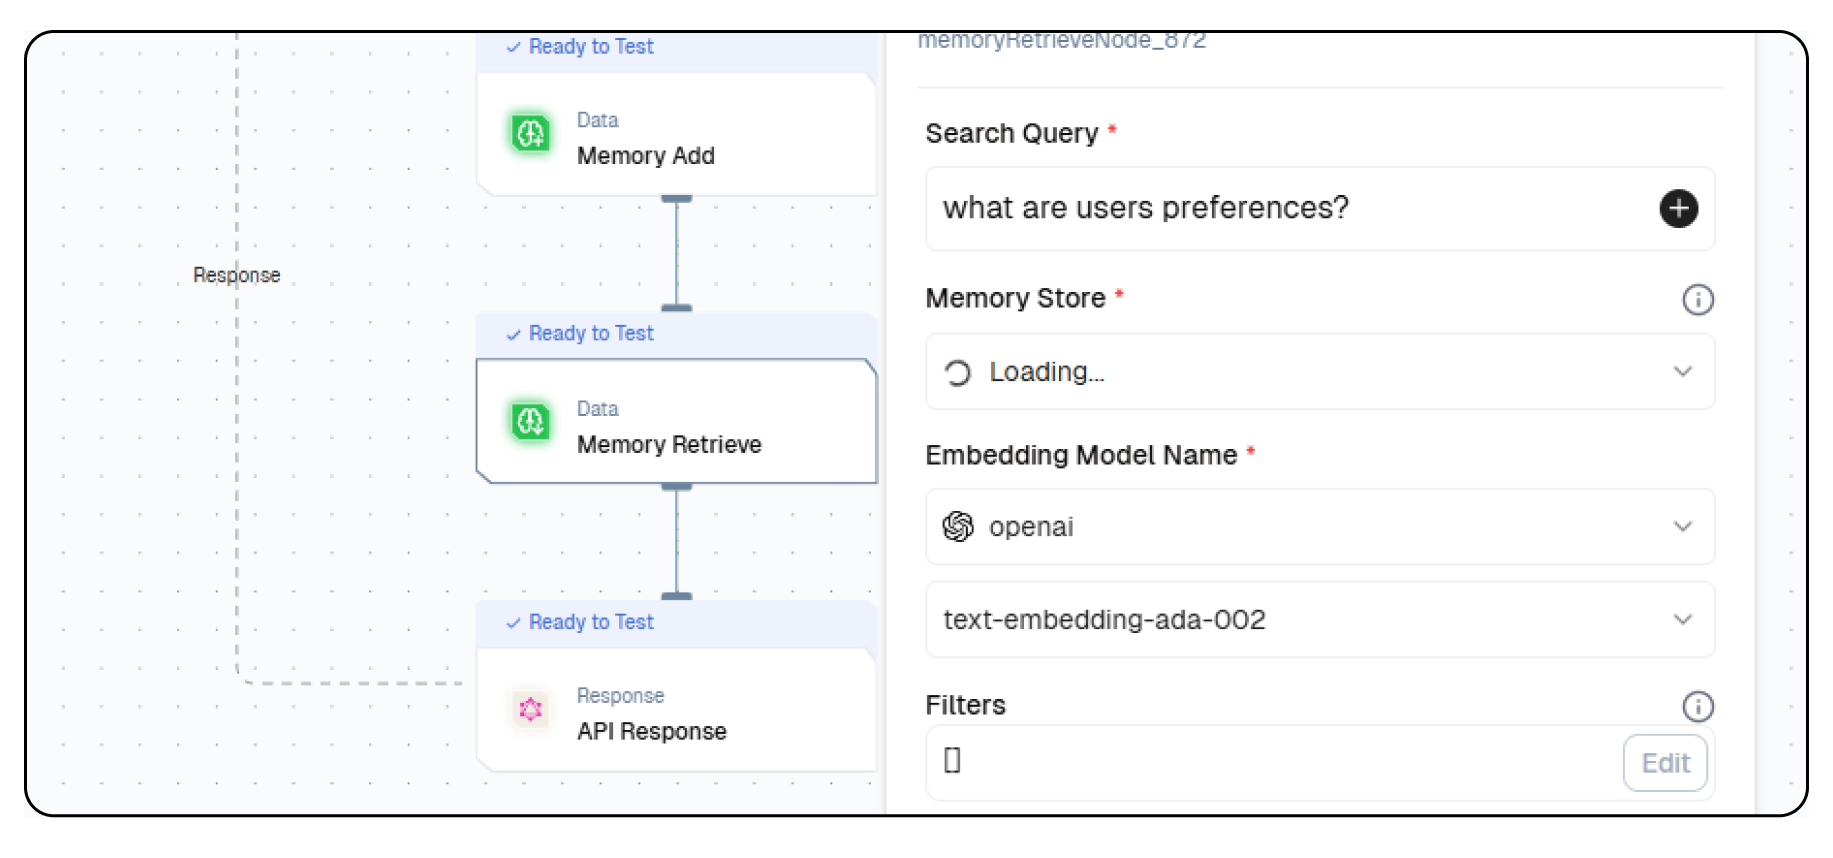 Ready to Test
Data
Memory Add
Response
Ready to Test
Data
Memory Retrieve
Ready to Test
Response
API Response
memoryRetrieveNode_872
Search Query *
what are users preferences?
Memory Store *
Loading...
Embedding Model Name *
openai
text-embedding-ada-002
Filters
[]
Edit